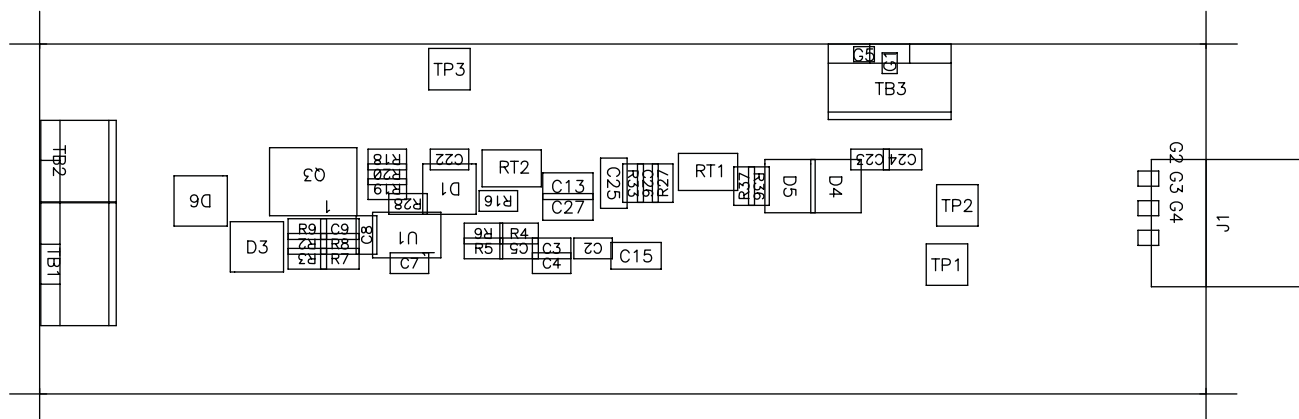 G5
G1
TP3
TB3
TB2
R18
C22
C23
C24
RT2
RT1
G2
R20
Q3
R19
D1
C13
C25
R33
C26
R21
R37
R36
D5
D4
G3
D6
1
R28
R16
C27
TP2
G4
R9
C9
R6
R4
J1
D3
R2
R8
C8
U1
R5
C5
C3
C2
C15
TB1
R3
R7
C7
C4
TP1